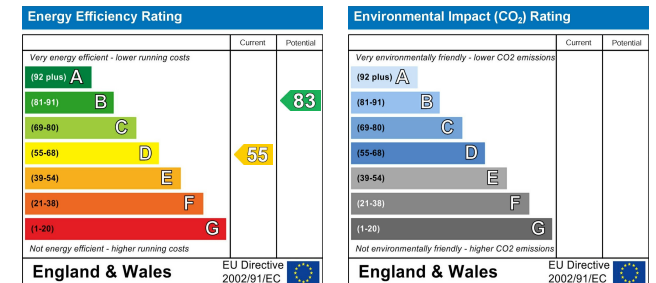 Energy Efficiency Rating
Current Potential
Very energy efficient - lower running costs
(92 plus) A
(81-91) B
83
(69-80) C
(55-68) D
55
(39-54) E
(21-38) F
(1-20) G
Not energy efficient - higher running costs
England & Wales
EU Directive
2002/91/EC
Environmental Impact (CO₂) Rating
Current Potential
Very environmentally friendly - lower CO2 emissions
(92 plus) A
(81-91) B
(69-80) C
(55-68) D
(39-54) E
(21-38) F
(1-20) G
Not environmentally friendly - higher CO2 emissions
England & Wales
EU Directive
2002/91/EC